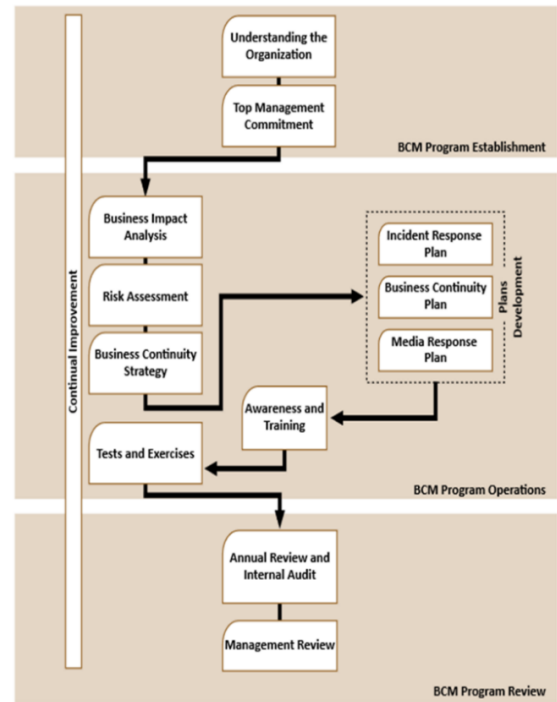 Understanding the
Organization
Top Management
Commitment
BCM Program Establishment
Continual Improvement
Business Impact
Analysis
Risk Assessment
Business Continuity
Strategy
Incident Response
Plan
Business Continuity
Plan
Media Response
Plan
Plans
Development
Awareness and
Training
Tests and Exercises
BCM Program Operations
Annual Review and
Internal Audit
Management Review
BCM Program Review